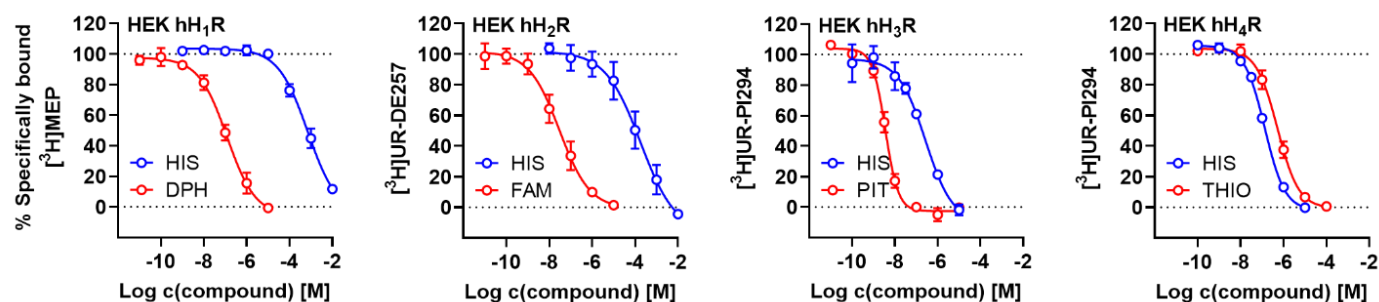 HEK hH₁R
% Specifically bound
[³H]MEP
120
100
80
60
40
20
0
HIS
DPH
-10 -8 -6 -4 -2
Log c(compound) [M]
HEK hH₂R
[³H]UR-DE257
120
100
80
60
40
20
0
HIS
FAM
-10 -8 -6 -4 -2
Log c(compound) [M]
HEK hH₃R
[³H]UR-PI294
120
100
80
60
40
20
0
HIS
PIT
-10 -8 -6 -4 -2
Log c(compound) [M]
HEK hH₄R
[³H]UR-PI294
120
100
80
60
40
20
0
HIS
THIO
-10 -8 -6 -4 -2
Log c(compound) [M]